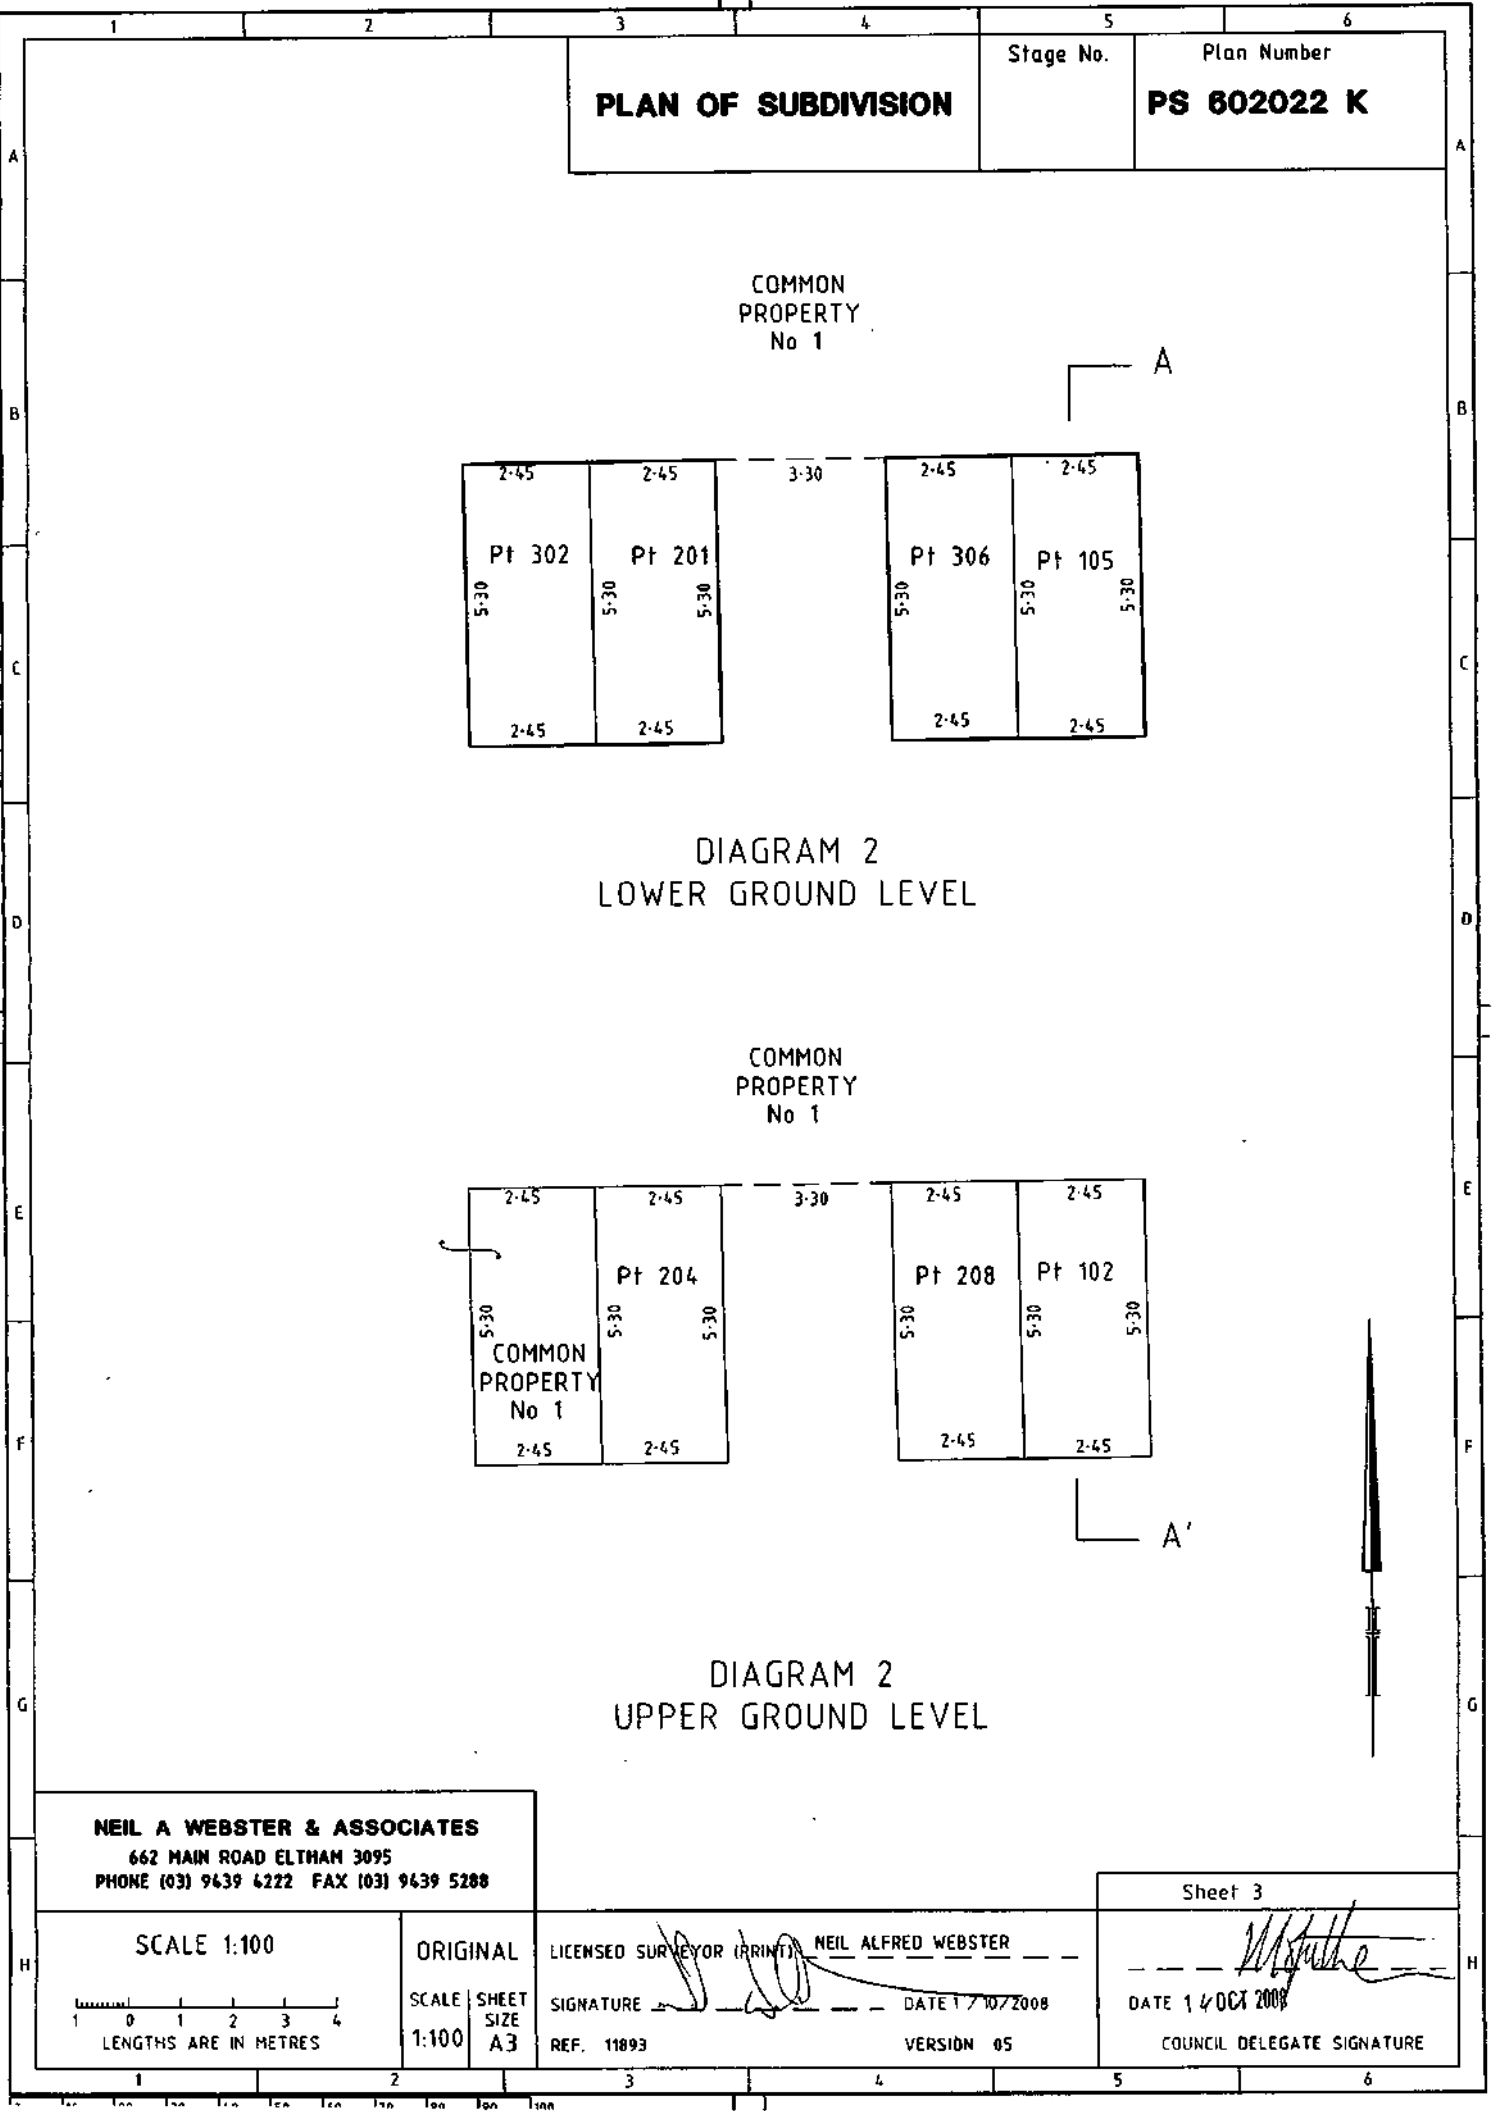 1 2 3 4 5 6
PLAN OF SUBDIVISION
Stage No.
Plan Number
PS 602022 K
A A
COMMON
PROPERTY
No 1
A
B B
2·45 2·45 3·30 2·45 2·45
Pt 302 Pt 201 Pt 306 Pt 105
5·30 5·30 5·30 5·30 5·30 5·30
C C
2·45 2·45 2·45 2·45
DIAGRAM 2
LOWER GROUND LEVEL
D D
COMMON
PROPERTY
No 1
E E
2·45 2·45 3·30 2·45 2·45
Pt 204 Pt 208 Pt 102
5·30 5·30 5·30 5·30 5·30 5·30
COMMON
PROPERTY
No 1
F F
2·45 2·45 2·45 2·45
A'
DIAGRAM 2
UPPER GROUND LEVEL
G G
NEIL A WEBSTER & ASSOCIATES
662 MAIN ROAD ELTHAM 3095
PHONE (03) 9439 4222 FAX (03) 9439 5288
H H
SCALE 1:100
1 0 1 2 3 4
LENGTHS ARE IN METRES
ORIGINAL
SCALE
1:100
SHEET
SIZE
A3
LICENSED SURVEYOR (PRINT) NEIL ALFRED WEBSTER
SIGNATURE DATE 1 / 10/2008
REF. 11893 VERSION 05
Sheet 3
DATE 14 OCT 2008
COUNCIL DELEGATE SIGNATURE
1 2 3 4 5 6